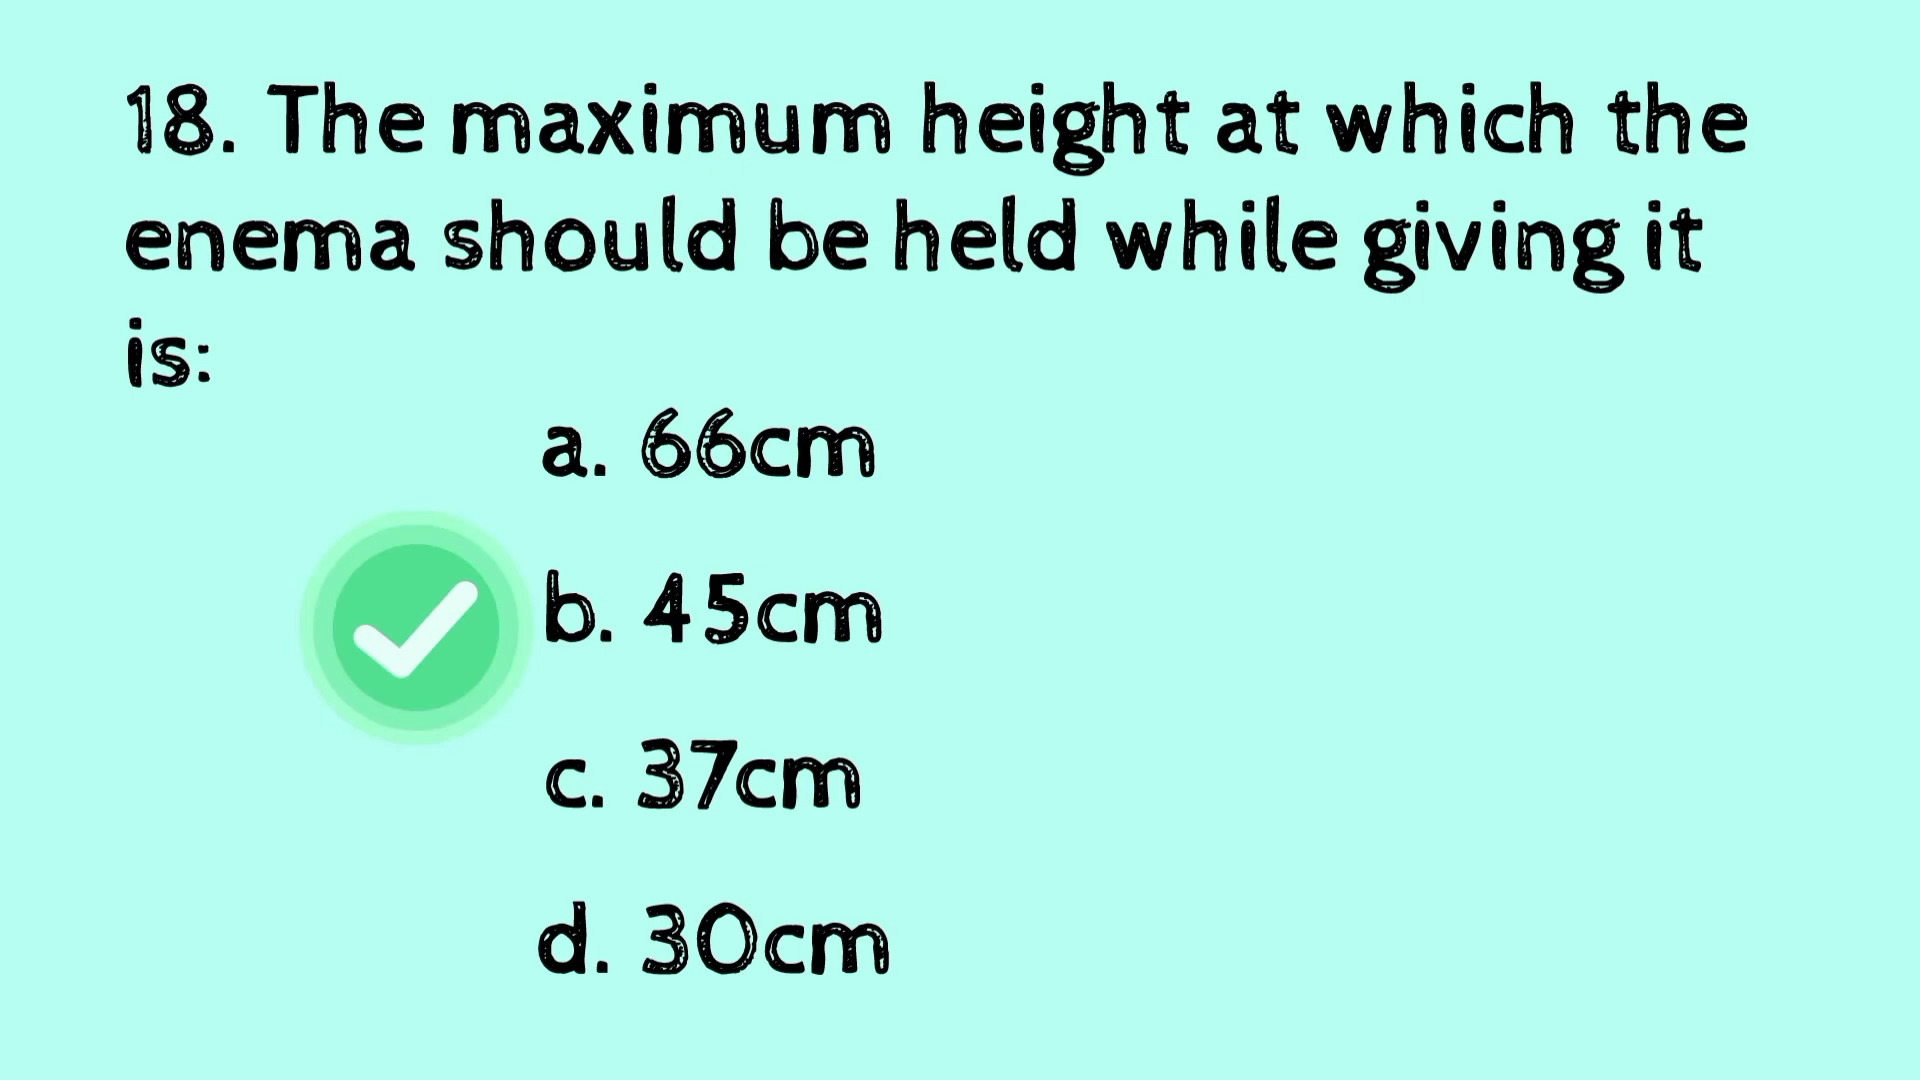 18. The maximum height at which the
enema should be held while giving it
is:
a. 66cm
b. 45cm
c. 37cm
d. 30cm